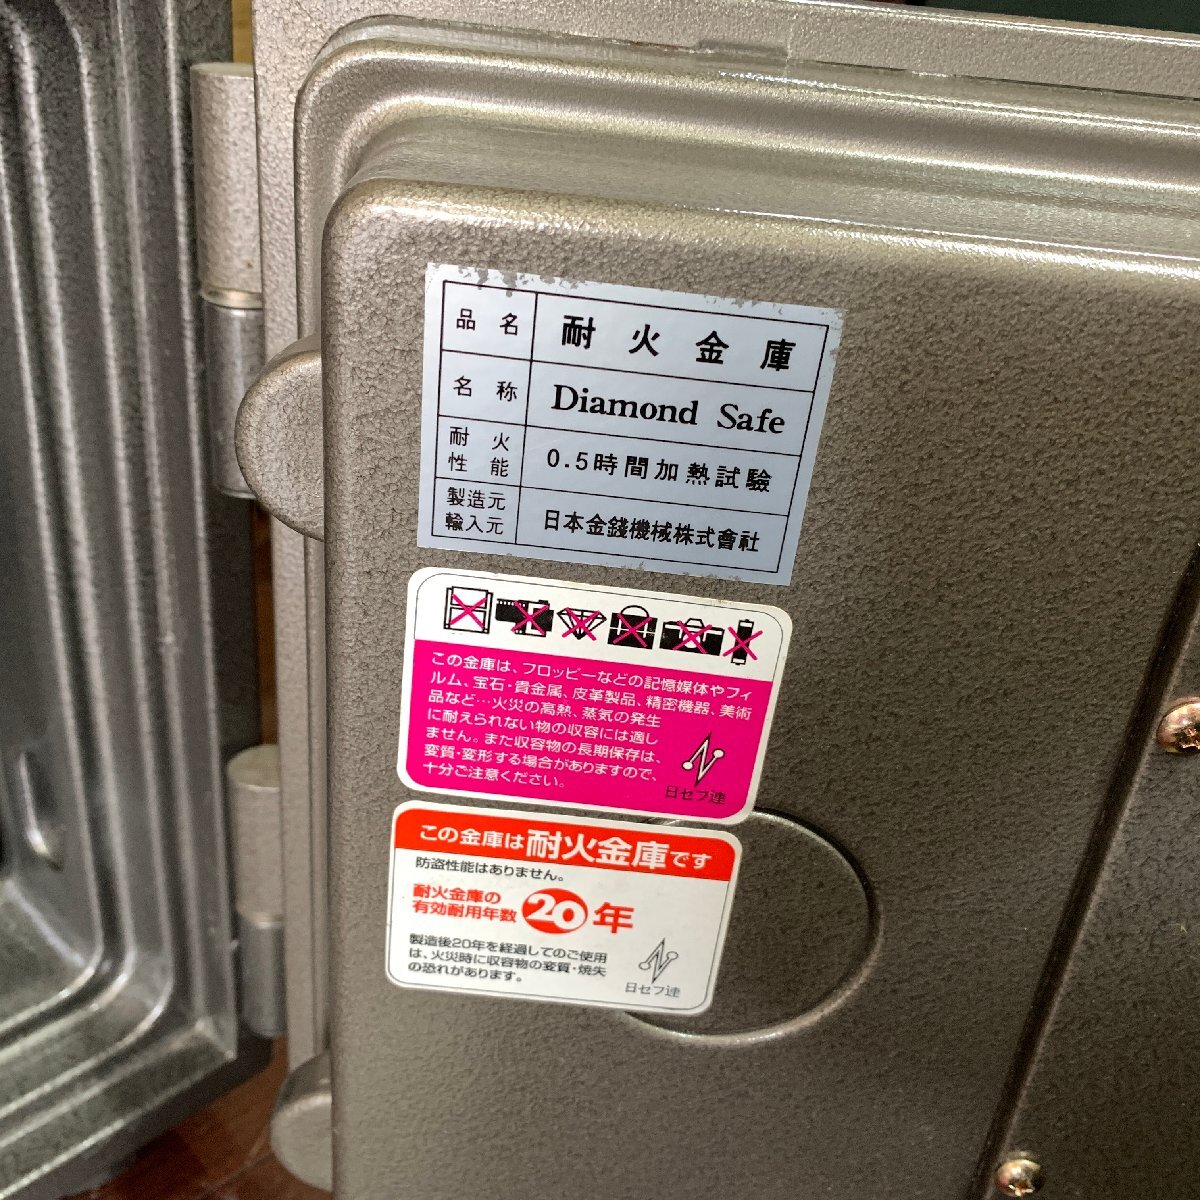 品名 耐火金庫
名称 Diamond Safe
耐火性能 0.5時間加熱試驗
製造元
輸入元 日本金錢機械株式會社
この金庫は、フロッピーなどの記憶媒体やフィ
ルム、宝石・貴金属、皮革製品、精密機器、美術
品など…火災の高熱、蒸気の発生
に耐えられない物の収容には適し
ません。また収容物の長期保存は、
変質・変形する場合がありますので、
十分ご注意ください。
日セフ連
この金庫は耐火金庫です
防盗性能はありません。
耐火金庫の
有効耐用年数 20年
製造後20年を経過してのご使用
は、火災時に収容物の変質・焼失
の恐れがあります。
日セフ連